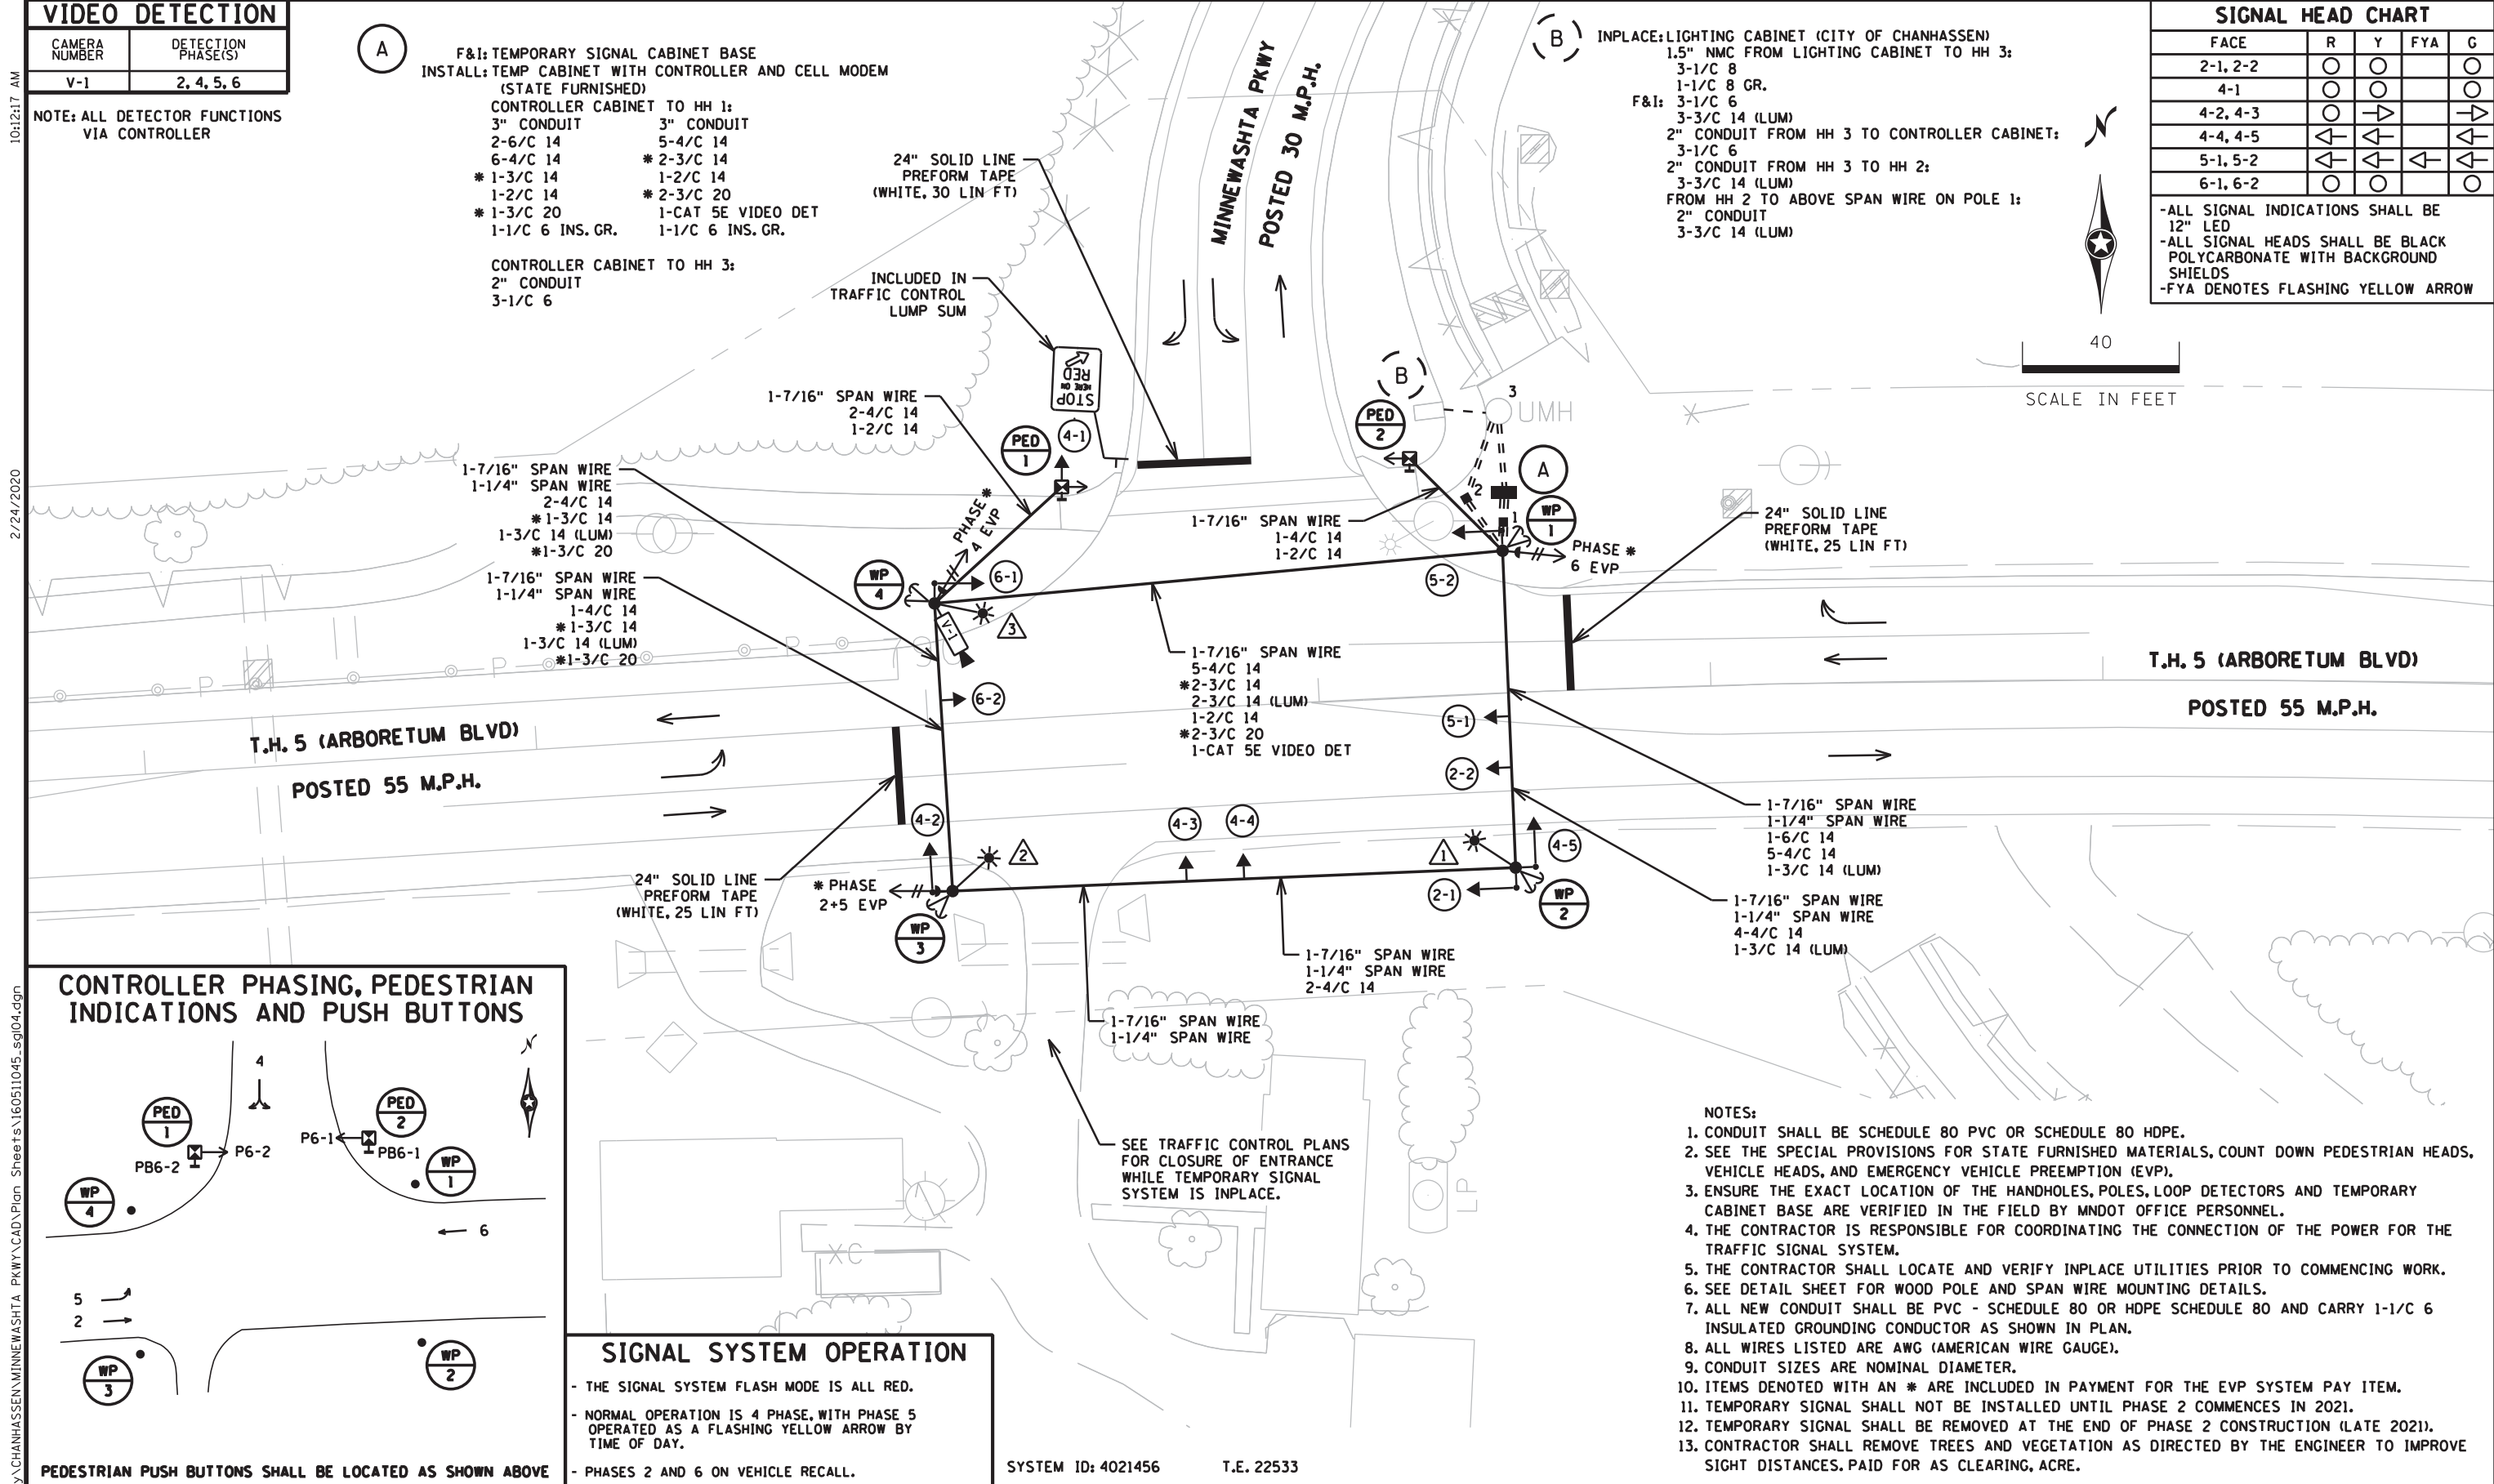 VIDEO DETECTION
CAMERA NUMBER
DETECTION PHASE(S)
V-1
2, 4, 5, 6
NOTE: ALL DETECTOR FUNCTIONS
VIA CONTROLLER
A
F&I: TEMPORARY SIGNAL CABINET BASE
INSTALL: TEMP CABINET WITH CONTROLLER AND CELL MODEM
(STATE FURNISHED)
CONTROLLER CABINET TO HH 1:
3" CONDUIT 3" CONDUIT
2-6/C 14 5-4/C 14
6-4/C 14 * 2-3/C 14
* 1-3/C 14 1-2/C 14
1-2/C 14 * 2-3/C 20
* 1-3/C 20 1-CAT 5E VIDEO DET
1-1/C 6 INS. GR. 1-1/C 6 INS. GR.
CONTROLLER CABINET TO HH 3:
2" CONDUIT
3-1/C 6
24" SOLID LINE
PREFORM TAPE
(WHITE, 30 LIN FT)
INCLUDED IN
TRAFFIC CONTROL
LUMP SUM
MINNEWASHTA PKWY
POSTED 30 M.P.H.
B
INPLACE: LIGHTING CABINET (CITY OF CHANHASSEN)
1.5" NMC FROM LIGHTING CABINET TO HH 3:
3-1/C 8
1-1/C 8 GR.
F&I: 3-1/C 6
3-3/C 14 (LUM)
2" CONDUIT FROM HH 3 TO CONTROLLER CABINET:
3-1/C 6
2" CONDUIT FROM HH 3 TO HH 2:
3-3/C 14 (LUM)
FROM HH 2 TO ABOVE SPAN WIRE ON POLE 1:
2" CONDUIT
3-3/C 14 (LUM)
SIGNAL HEAD CHART
FACE R Y FYA G
2-1, 2-2
4-1
4-2, 4-3
4-4, 4-5
5-1, 5-2
6-1, 6-2
-ALL SIGNAL INDICATIONS SHALL BE
12" LED
-ALL SIGNAL HEADS SHALL BE BLACK
POLYCARBONATE WITH BACKGROUND
SHIELDS
-FYA DENOTES FLASHING YELLOW ARROW
N
40
SCALE IN FEET
STOP
HERE ON
RED
1-7/16" SPAN WIRE
2-4/C 14
1-2/C 14
PED
1
4-1
B
PED
2
3
UMH
A
2
1
WP
1
1-7/16" SPAN WIRE
1-1/4" SPAN WIRE
2-4/C 14
*1-3/C 14
1-3/C 14 (LUM)
*1-3/C 20
PHASE *
4 EVP
1-7/16" SPAN WIRE
1-4/C 14
1-2/C 14
PHASE *
6 EVP
24" SOLID LINE
PREFORM TAPE
(WHITE, 25 LIN FT)
1-7/16" SPAN WIRE
1-1/4" SPAN WIRE
1-4/C 14
*1-3/C 14
1-3/C 14 (LUM)
*1-3/C 20
WP
4
6-1
5-2
3
V-1
P
P
P
P
1-7/16" SPAN WIRE
5-4/C 14
*2-3/C 14
2-3/C 14 (LUM)
1-2/C 14
*2-3/C 20
1-CAT 5E VIDEO DET
T.H. 5 (ARBORETUM BLVD)
POSTED 55 M.P.H.
6-2
5-1
2-2
T.H. 5 (ARBORETUM BLVD)
POSTED 55 M.P.H.
4-2
4-3
4-4
4-5
2
1
2-1
WP
2
1-7/16" SPAN WIRE
1-1/4" SPAN WIRE
1-6/C 14
5-4/C 14
1-3/C 14 (LUM)
24" SOLID LINE
PREFORM TAPE
(WHITE, 25 LIN FT)
* PHASE
2+5 EVP
WP
3
1-7/16" SPAN WIRE
1-1/4" SPAN WIRE
4-4/C 14
1-3/C 14 (LUM)
1-7/16" SPAN WIRE
1-1/4" SPAN WIRE
2-4/C 14
1-7/16" SPAN WIRE
1-1/4" SPAN WIRE
SEE TRAFFIC CONTROL PLANS
FOR CLOSURE OF ENTRANCE
WHILE TEMPORARY SIGNAL
SYSTEM IS INPLACE.
LP
XC
CONTROLLER PHASING, PEDESTRIAN
INDICATIONS AND PUSH BUTTONS
N
4
PED
1
PED
2
P6-1
P6-2
PB6-2
PB6-1
WP
1
WP
4
6
5
2
WP
3
WP
2
PEDESTRIAN PUSH BUTTONS SHALL BE LOCATED AS SHOWN ABOVE
SIGNAL SYSTEM OPERATION
- THE SIGNAL SYSTEM FLASH MODE IS ALL RED.
- NORMAL OPERATION IS 4 PHASE, WITH PHASE 5
OPERATED AS A FLASHING YELLOW ARROW BY
TIME OF DAY.
- PHASES 2 AND 6 ON VEHICLE RECALL.
SYSTEM ID: 4021456 T.E. 22533
NOTES:
1. CONDUIT SHALL BE SCHEDULE 80 PVC OR SCHEDULE 80 HDPE.
2. SEE THE SPECIAL PROVISIONS FOR STATE FURNISHED MATERIALS, COUNT DOWN PEDESTRIAN HEADS,
VEHICLE HEADS, AND EMERGENCY VEHICLE PREEMPTION (EVP).
3. ENSURE THE EXACT LOCATION OF THE HANDHOLES, POLES, LOOP DETECTORS AND TEMPORARY
CABINET BASE ARE VERIFIED IN THE FIELD BY MNDOT OFFICE PERSONNEL.
4. THE CONTRACTOR IS RESPONSIBLE FOR COORDINATING THE CONNECTION OF THE POWER FOR THE
TRAFFIC SIGNAL SYSTEM.
5. THE CONTRACTOR SHALL LOCATE AND VERIFY INPLACE UTILITIES PRIOR TO COMMENCING WORK.
6. SEE DETAIL SHEET FOR WOOD POLE AND SPAN WIRE MOUNTING DETAILS.
7. ALL NEW CONDUIT SHALL BE PVC - SCHEDULE 80 OR HDPE SCHEDULE 80 AND CARRY 1-1/C 6
INSULATED GROUNDING CONDUCTOR AS SHOWN IN PLAN.
8. ALL WIRES LISTED ARE AWG (AMERICAN WIRE GAUGE).
9. CONDUIT SIZES ARE NOMINAL DIAMETER.
10. ITEMS DENOTED WITH AN * ARE INCLUDED IN PAYMENT FOR THE EVP SYSTEM PAY ITEM.
11. TEMPORARY SIGNAL SHALL NOT BE INSTALLED UNTIL PHASE 2 COMMENCES IN 2021.
12. TEMPORARY SIGNAL SHALL BE REMOVED AT THE END OF PHASE 2 CONSTRUCTION (LATE 2021).
13. CONTRACTOR SHALL REMOVE TREES AND VEGETATION AS DIRECTED BY THE ENGINEER TO IMPROVE
SIGHT DISTANCES. PAID FOR AS CLEARING, ACRE.
10:12:17 AM
2/24/2020
y\CHANHASSEN\MINNEWASHTA PKWY\CAD\Plan Sheets\160511045_sgl04.dgn